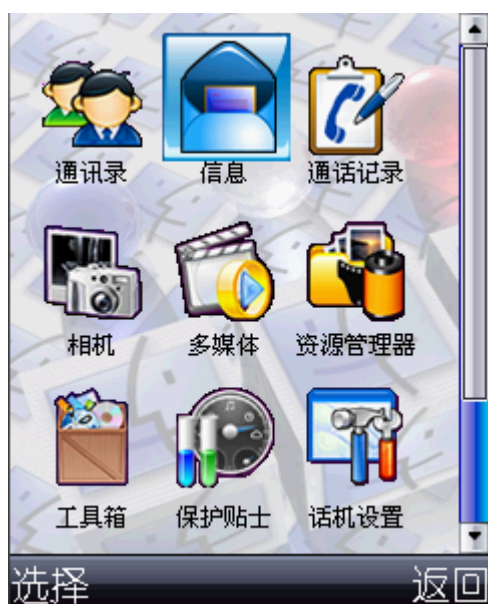 通讯录 信息 通话记录
相机 多媒体 资源管理器
工具箱 保护贴士 话机设置
选择 返回